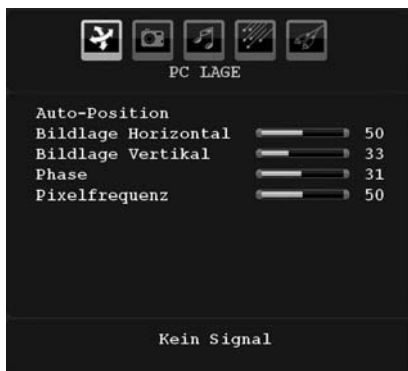 PC LAGE
Auto-Position
Bildlage Horizontal 50
Bildlage Vertikal 33
Phase 31
Pixelfrequenz 50
Kein Signal